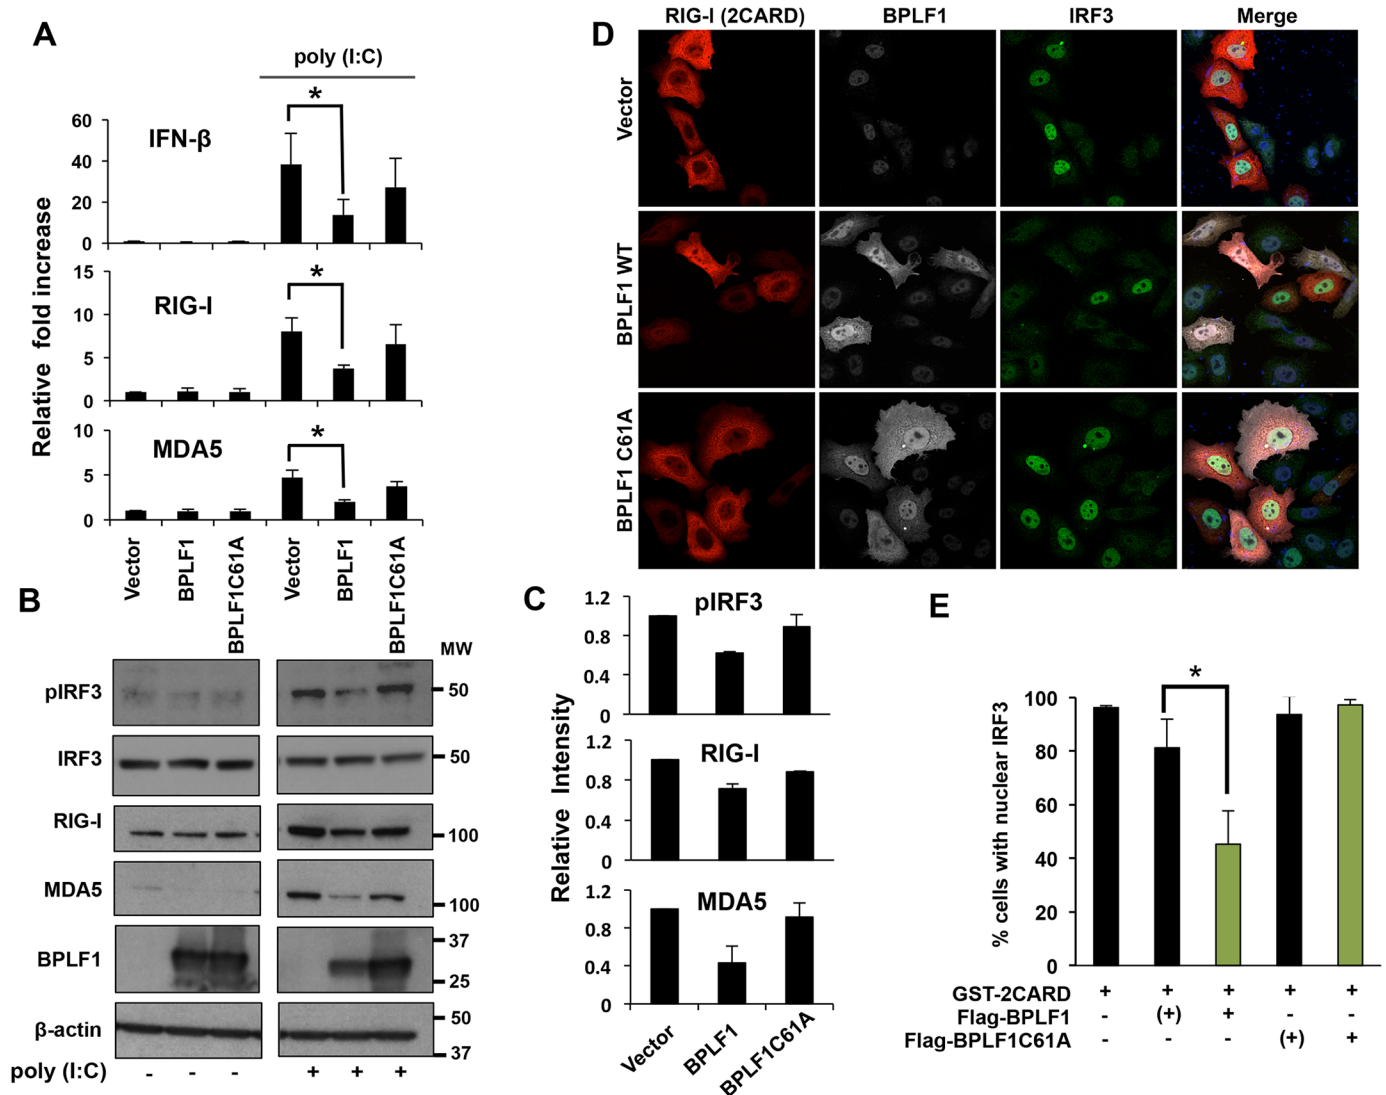 A
poly (I:C)
*
60
40
20
0
IFN-β
*
15
10
5
0
RIG-I
*
10
5
0
MDA5
Relative fold increase
Vector
BPLF1
BPLF1C61A
Vector
BPLF1
BPLF1C61A
B
MW
pIRF3
50
IRF3
50
RIG-I
100
MDA5
100
BPLF1
37
25
β-actin
50
37
poly (I:C) - - - + + +
C
pIRF3
1.2
0.8
0.4
0
RIG-I
1.2
0.8
0.4
0
MDA5
1.2
0.8
0.4
0
Relative Intensity
Vector
BPLF1
BPLF1C61A
D
RIG-I (2CARD) BPLF1 IRF3 Merge
Vector
BPLF1 WT
BPLF1 C61A
E
*
100
80
60
40
20
0
% cells with nuclear IRF3
GST-2CARD + + + + +
Flag-BPLF1 - (+) + - -
Flag-BPLF1C61A - - - (+) +